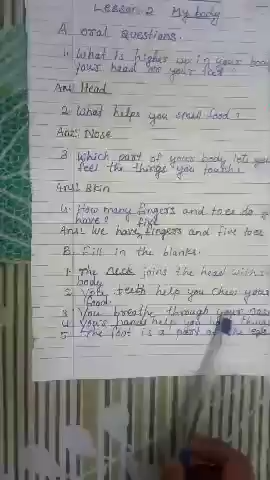 Lesson 2 My body
A. oral Questions.
1. What is higher up in your body
your head or your feet
Ans: Head
2. What helps you smell food?
Ans: Nose
3. Which part of your body lets you
feel the things you touch?
Ans: Skin
4. How many fingers and toes do
have? five
Ans: We have fingers and five toes
B. Fill in the blanks.
1. The Neck joins the head with
body
2. Your teeth help you chew your
food.
3. You breathe through your nose
4. Your hands help you
5. The foot is a part of the